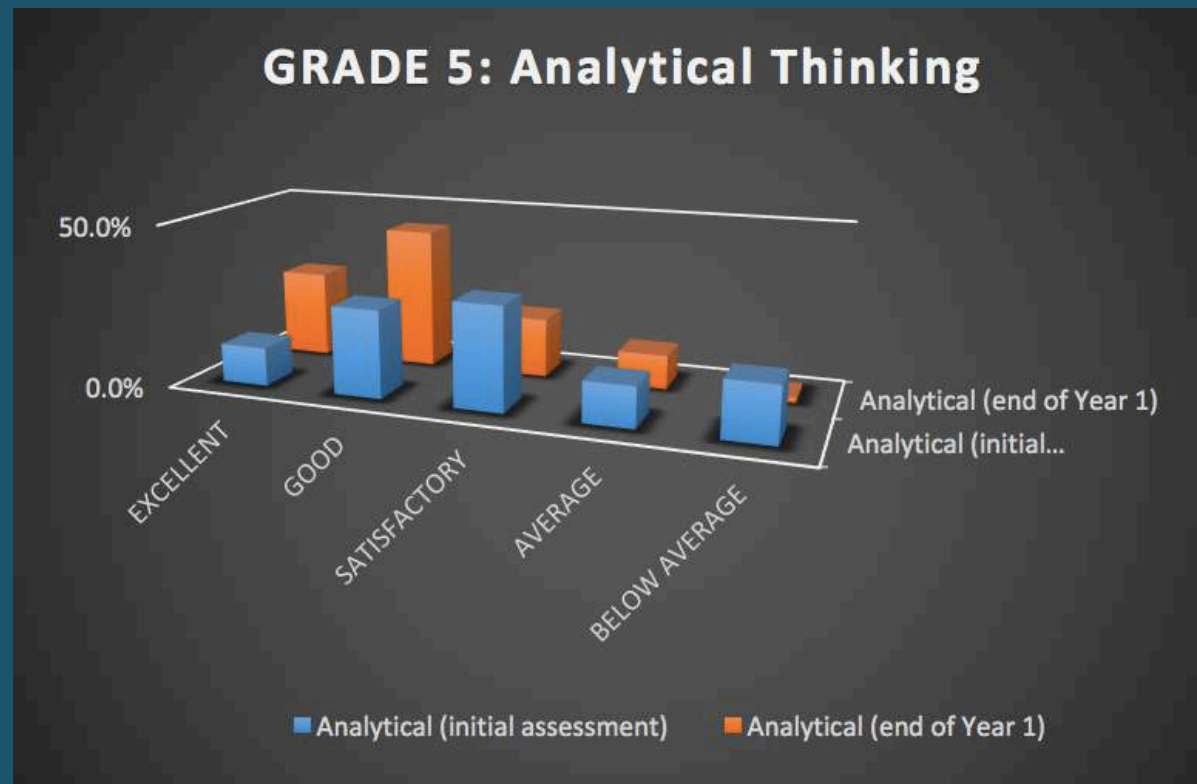 GRADE 5: Analytical Thinking
50.0%
0.0%
EXCELLENT
GOOD
SATISFACTORY
AVERAGE
BELOW AVERAGE
Analytical (end of Year 1)
Analytical (initial...
Analytical (initial assessment)
Analytical (end of Year 1)